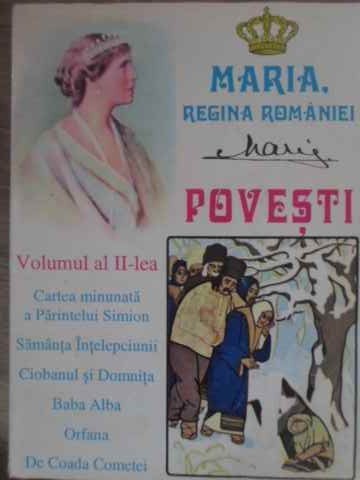 MARIA,
REGINA ROMÂNIEI
Maria
POVEȘTI
Volumul al II-lea
Cartea minunată
a Părintelui Simion
Sămânța Înțelepciunii
Ciobanul și Domnița
Baba Alba
Orfana
De Coada Cometei